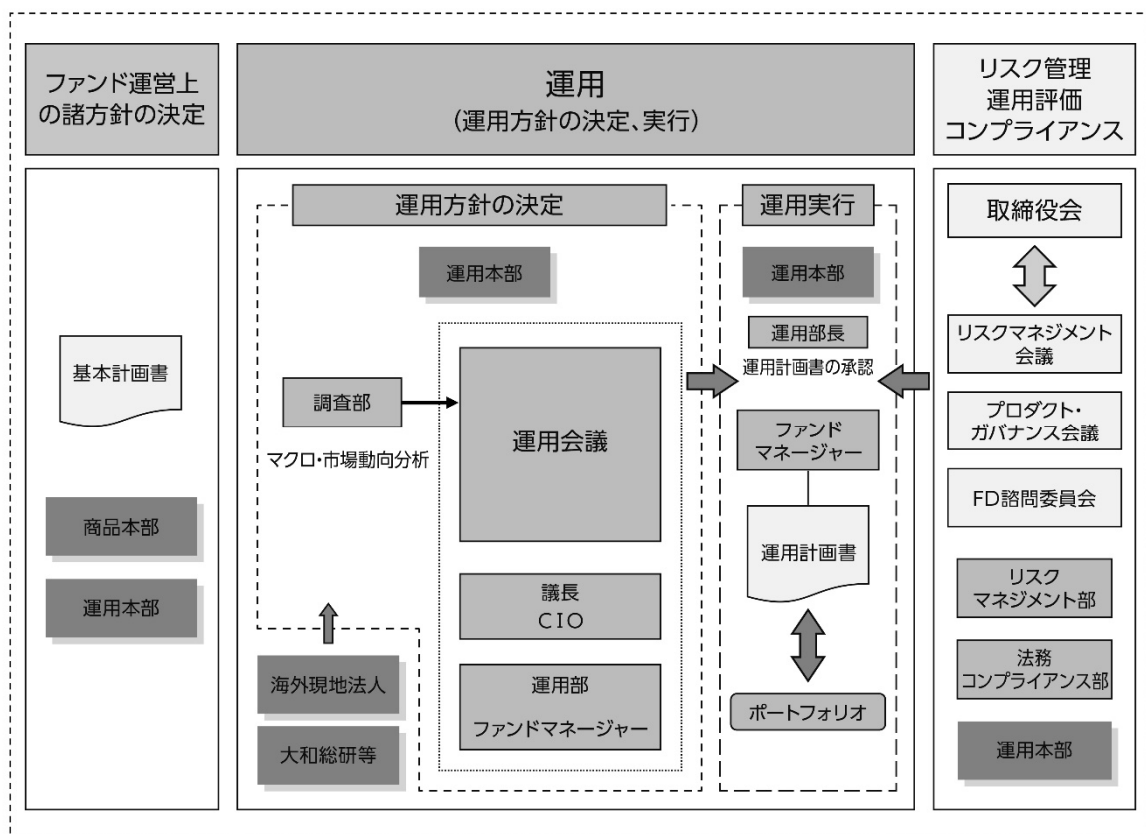 ファンド運営上
の諸方針の決定
基本計画書
商品本部
運用本部
運用
(運用方針の決定、実行)
運用方針の決定
運用本部
調査部
マクロ・市場動向分析
運用会議
議長
CIO
運用部
ファンドマネージャー
海外現地法人
大和総研等
運用実行
運用本部
運用部長
運用計画書の承認
ファンド
マネージャー
運用計画書
ポートフォリオ
リスク管理
運用評価
コンプライアンス
取締役会
リスクマネジメント
会議
プロダクト・
ガバナンス会議
FD諮問委員会
リスク
マネジメント部
法務
コンプライアンス部
運用本部